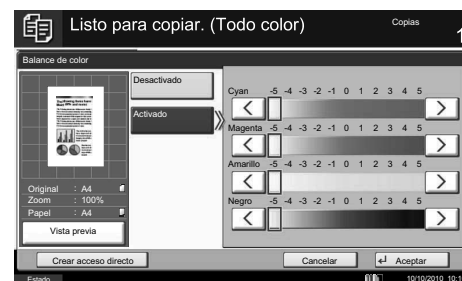 Listo para copiar. (Todo color)
Copias
Balance de color
Desactivado
Activado
Cyan -5 -4 -3 -2 -1 0 1 2 3 4 5
Magenta -5 -4 -3 -2 -1 0 1 2 3 4 5
Amarillo -5 -4 -3 -2 -1 0 1 2 3 4 5
Negro -5 -4 -3 -2 -1 0 1 2 3 4 5
Original : A4
Zoom : 100%
Papel : A4
Vista previa
Crear acceso directo
Cancelar
Aceptar
Estado
10/10/2010 10:1